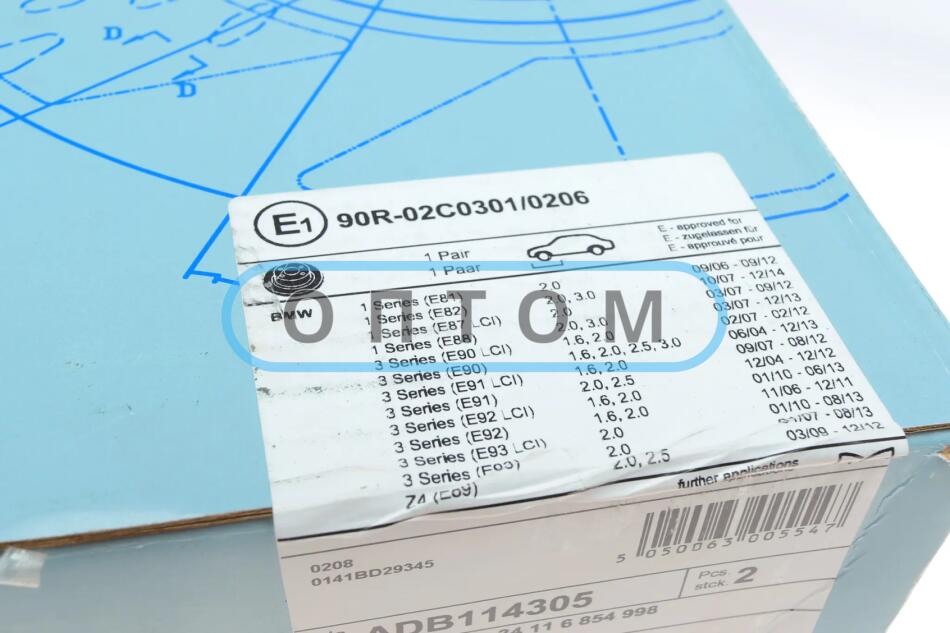 D
D
E1 90R-02C0301/0206
1 Pair
1 Paar
E - approved for
E - zugelassen für
E - approuvé pour
BMW
ОПТОМ
1 Series (E81) 2.0 09/06 - 09/12
1 Series (E82) 2.0, 3.0 10/07 - 12/14
1 Series (E87 LCI) 2.0 03/07 - 09/12
1 Series (E88) 2.0, 3.0 03/07 - 12/13
3 Series (E90 LCI) 1.6, 2.0 02/07 - 02/12
3 Series (E90) 1.6, 2.0, 2.5, 3.0 06/04 - 12/13
3 Series (E91 LCI) 1.6, 2.0 09/07 - 08/12
3 Series (E91) 2.0, 2.5 12/04 - 12/12
3 Series (E92 LCI) 1.6, 2.0 01/10 - 06/13
3 Series (E92) 1.6, 2.0 11/06 - 12/11
3 Series (E93 LCI) 2.0 01/10 - 08/13
3 Series 2.0 08/13
Z4 2.0, 2.5 03/09 - 12/12
further applications
5 050063 005547
0208
0141BD29345
Pcs.
stck. 2
ADB114305
11 6 854 998